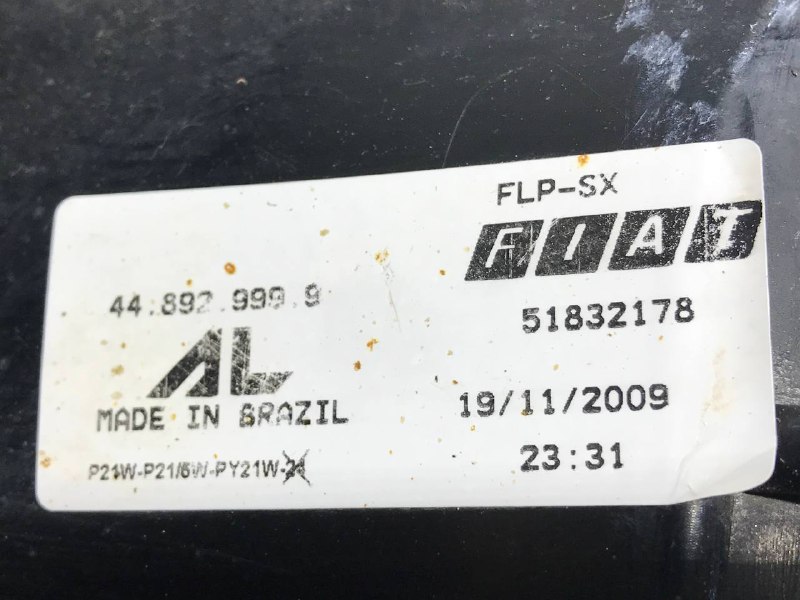 FLP-SX
FIAT
44.892.999.9
51832178
AL
MADE IN BRAZIL
19/11/2009
P21W-P21/5W-PY21W-24
23:31